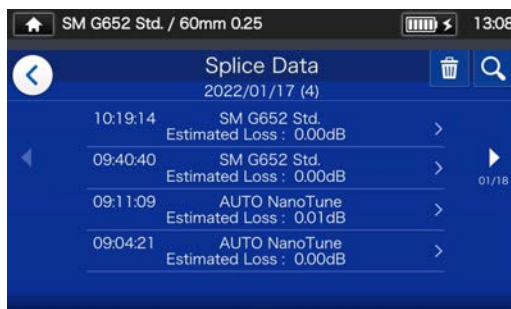 SM G652 Std. / 60mm 0.25
13:08
Splice Data
2022/01/17 (4)
10:19:14 SM G652 Std.
Estimated Loss : 0.00dB
09:40:40 SM G652 Std.
Estimated Loss : 0.00dB
01/18
09:11:09 AUTO NanoTune
Estimated Loss : 0.01dB
09:04:21 AUTO NanoTune
Estimated Loss : 0.00dB